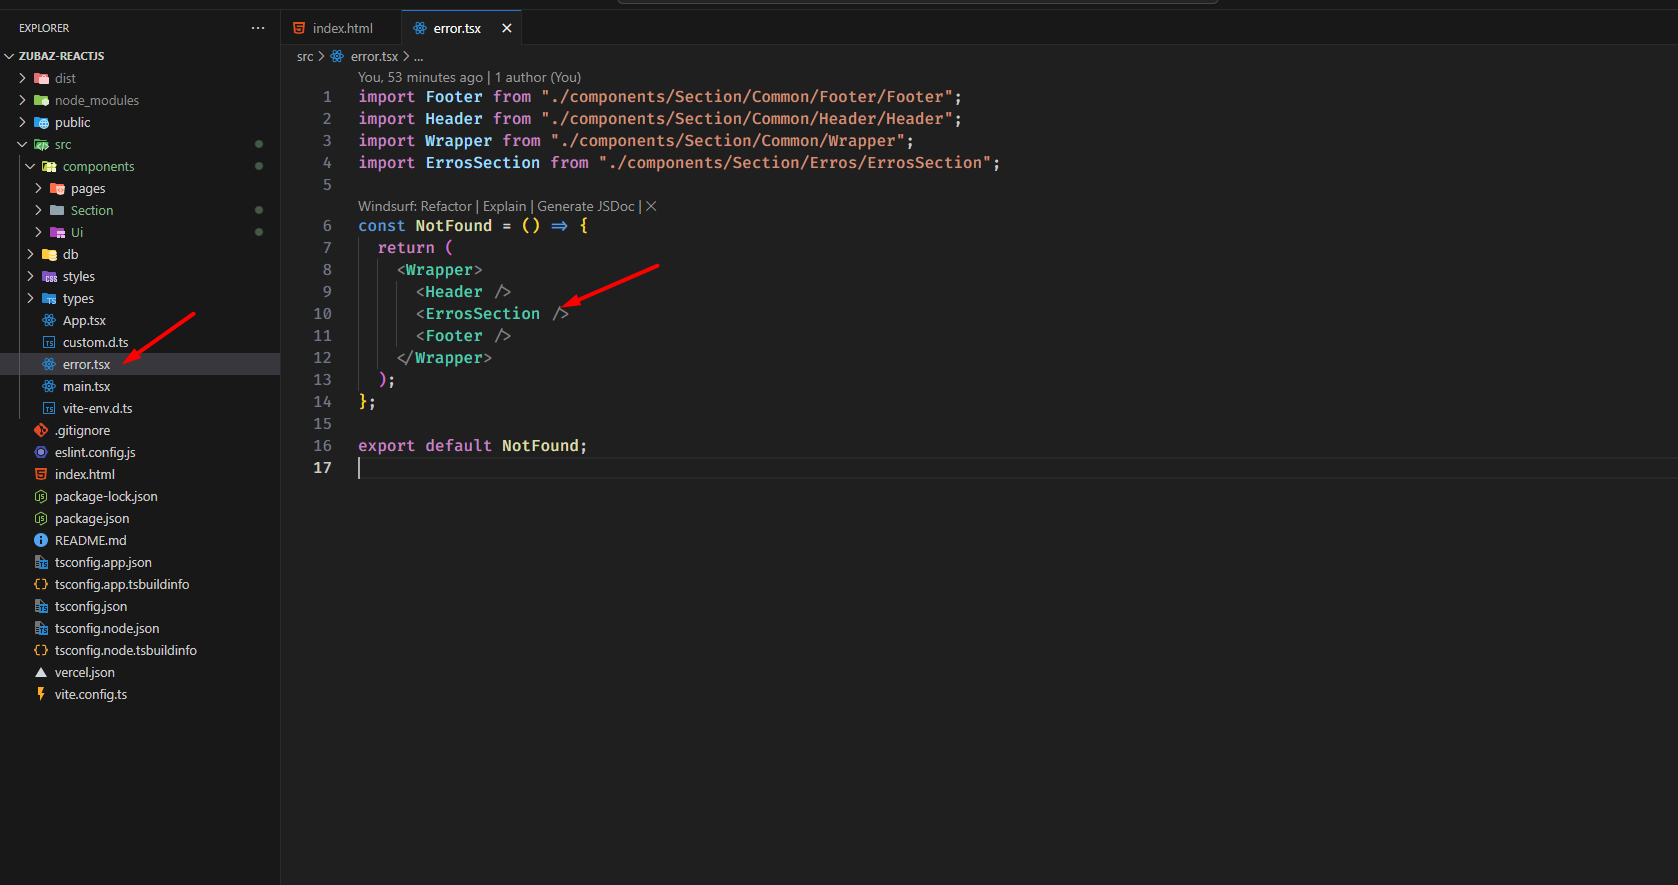 EXPLORER
ZUBAZ-REACTJS
dist
node_modules
public
src
components
pages
Section
Ui
db
styles
types
App.tsx
custom.d.ts
error.tsx
main.tsx
vite-env.d.ts
.gitignore
eslint.config.js
index.html
package-lock.json
package.json
README.md
tsconfig.app.json
tsconfig.app.tsbuildinfo
tsconfig.json
tsconfig.node.json
tsconfig.node.tsbuildinfo
vercel.json
vite.config.ts
index.html error.tsx
src > error.tsx > ...
You, 53 minutes ago | 1 author (You)
1 import Footer from "./components/Section/Common/Footer/Footer";
2 import Header from "./components/Section/Common/Header/Header";
3 import Wrapper from "./components/Section/Common/Wrapper";
4 import ErrosSection from "./components/Section/Erros/ErrosSection";
5
Windsurf: Refactor | Explain | Generate JSDoc | ×
6 const NotFound = () => {
7 return (
8 <Wrapper>
9 <Header />
10 <ErrosSection />
11 <Footer />
12 </Wrapper>
13 );
14 };
15
16 export default NotFound;
17